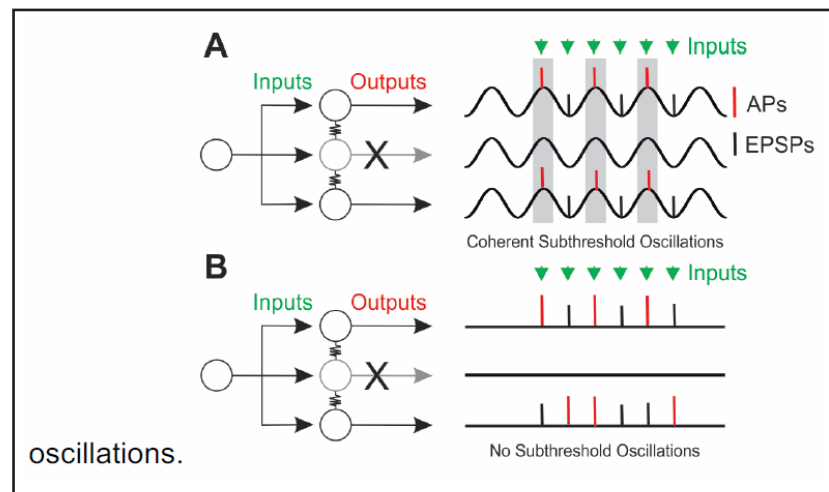 A
Inputs
Inputs Outputs
APs
X
EPSPs
Coherent Subthreshold Oscillations
B
Inputs
Inputs Outputs
X
No Subthreshold Oscillations
oscillations.